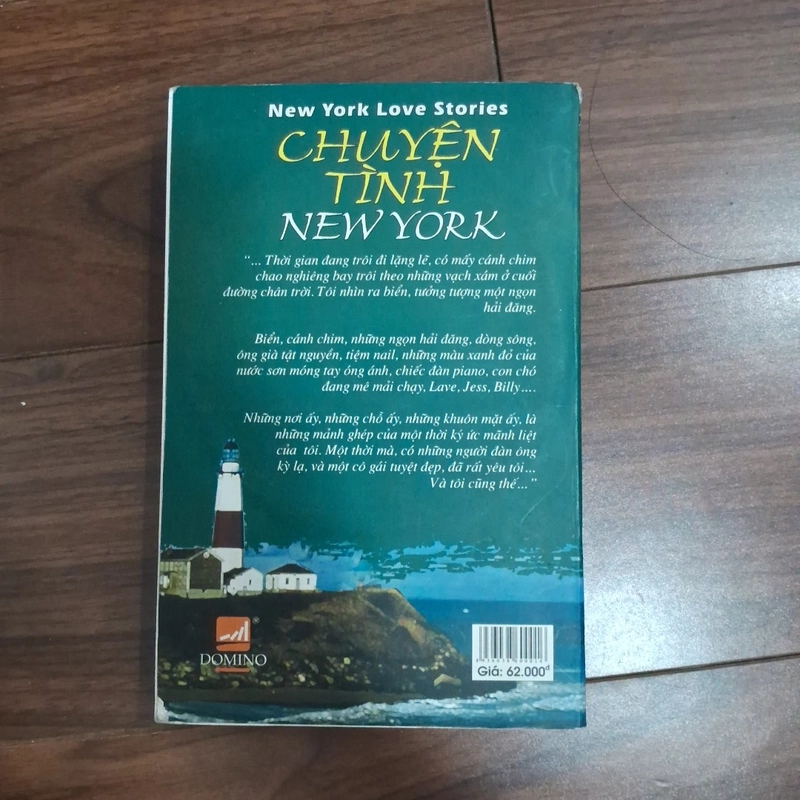 New York Love Stories
CHUYỆN
TÌNH
NEW YORK
“... Thời gian đang trôi đi lặng lẽ, có mấy cánh chim
chao nghiêng bay trôi theo những vạch xám ở cuối
đường chân trời. Tôi nhìn ra biển, tưởng tượng một ngọn
hải đăng.
Biển, cánh chim, những ngọn hải đăng, dòng sông,
ông già tật nguyền, tiệm nail, những màu xanh đỏ của
nước sơn móng tay óng ánh, chiếc đàn piano, con chó
đang mê mải chạy, Lave, Jess, Billy….
Những nơi ấy, những chỗ ấy, những khuôn mặt ấy, là
những mảnh ghép của một thời ký ức mãnh liệt
của tôi. Một thời mà, có những người đàn ông
kỳ lạ, và một cô gái tuyệt đẹp, đã rất yêu tôi...
Và tôi cũng thế...”
DOMINO
Giá: 62.000đ